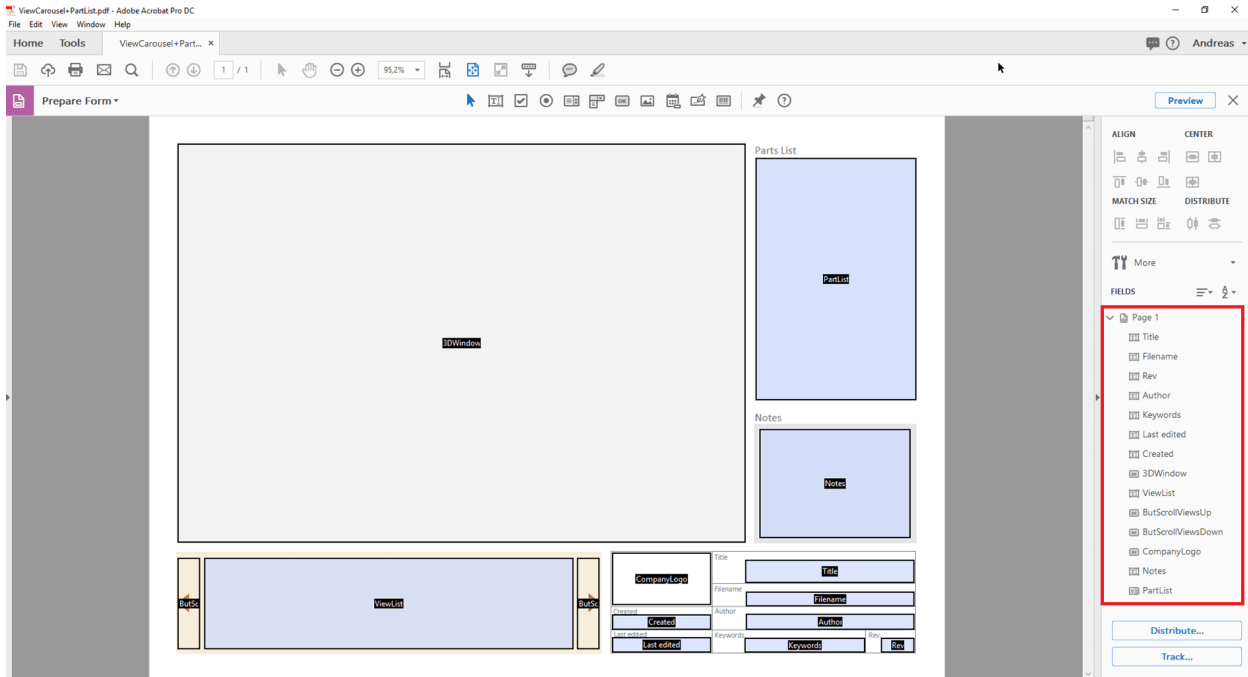 ViewCarousel+PartList.pdf - Adobe Acrobat Pro DC
File Edit View Window Help
Home Tools ViewCarousel+Part... × Andreas
1 / 1 95,2%
Prepare Form Preview
Parts List
PartList
3DWindow
Notes
Notes
ButSc ViewList ButSc
CompanyLogo
Title
Title
Filename
Filename
Created
Created
Author
Author
Last edited
Last edited
Keywords
Keywords
Rev
Rev
ALIGN CENTER
MATCH SIZE DISTRIBUTE
More
FIELDS
Page 1
Title
Filename
Rev
Author
Keywords
Last edited
Created
3DWindow
ViewList
ButScrollViewsUp
ButScrollViewsDown
CompanyLogo
Notes
PartList
Distribute...
Track...